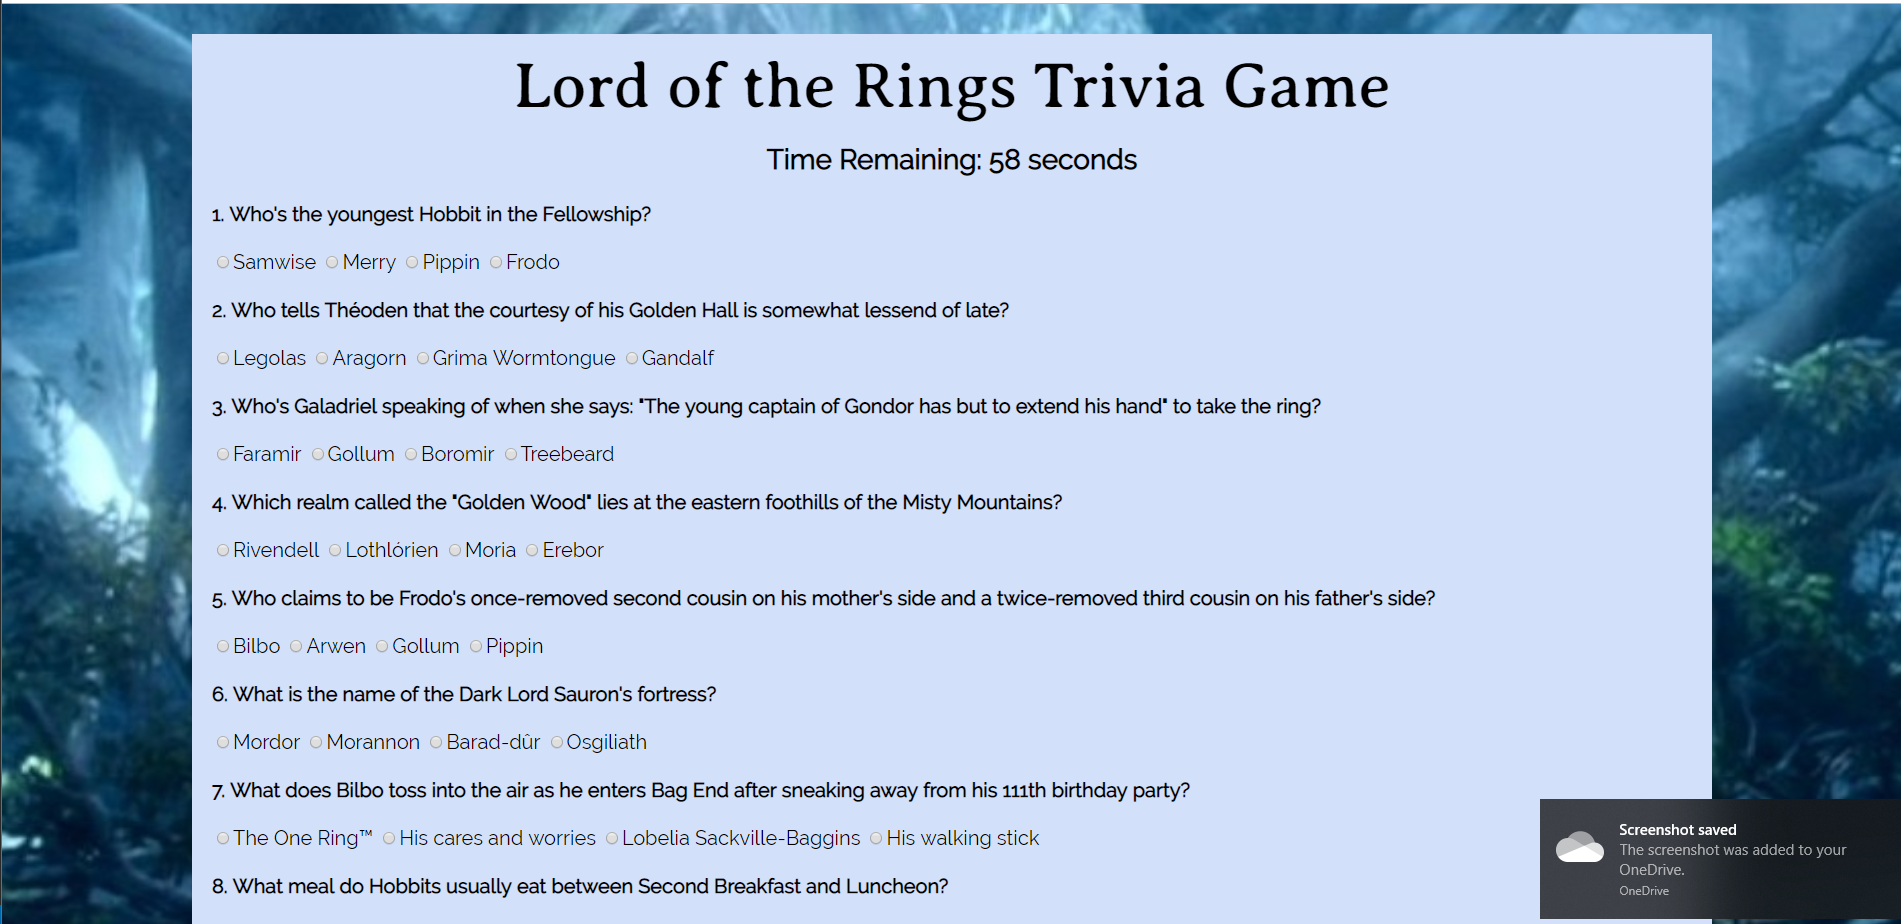 Lord of the Rings Trivia Game
Time Remaining: 58 seconds
1. Who's the youngest Hobbit in the Fellowship?
Samwise Merry Pippin Frodo
2. Who tells Théoden that the courtesy of his Golden Hall is somewhat lessend of late?
Legolas Aragorn Grima Wormtongue Gandalf
3. Who's Galadriel speaking of when she says: "The young captain of Gondor has but to extend his hand" to take the ring?
Faramir Gollum Boromir Treebeard
4. Which realm called the "Golden Wood" lies at the eastern foothills of the Misty Mountains?
Rivendell Lothlórien Moria Erebor
5. Who claims to be Frodo's once-removed second cousin on his mother's side and a twice-removed third cousin on his father's side?
Bilbo Arwen Gollum Pippin
6. What is the name of the Dark Lord Sauron's fortress?
Mordor Morannon Barad-dûr Osgiliath
7. What does Bilbo toss into the air as he enters Bag End after sneaking away from his 111th birthday party?
The One Ring™ His cares and worries Lobelia Sackville-Baggins His walking stick
8. What meal do Hobbits usually eat between Second Breakfast and Luncheon?
Screenshot saved
The screenshot was added to your
OneDrive.
OneDrive